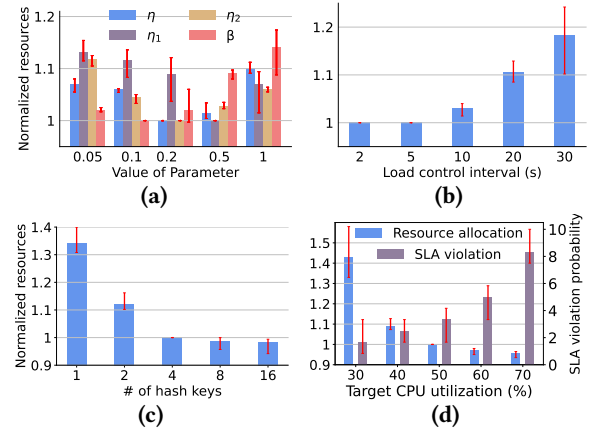 Normalized resources
1.2
1.1
1
η
η1
η2
β
0.05 0.1 0.2 0.5 1
Value of Parameter
(a)
1.2
1.1
1
2 5 10 20 30
Load control interval (s)
(b)
Normalized resources
1.4
1.3
1.2
1.1
1
0.9
1 2 4 8 16
# of hash keys
(c)
Resource allocation
SLA violation
1.5
1.4
1.3
1.2
1.1
1.0
0.9
10
8
6
4
2
0
SLA violation probability
30 40 50 60 70
Target CPU utilization (%)
(d)